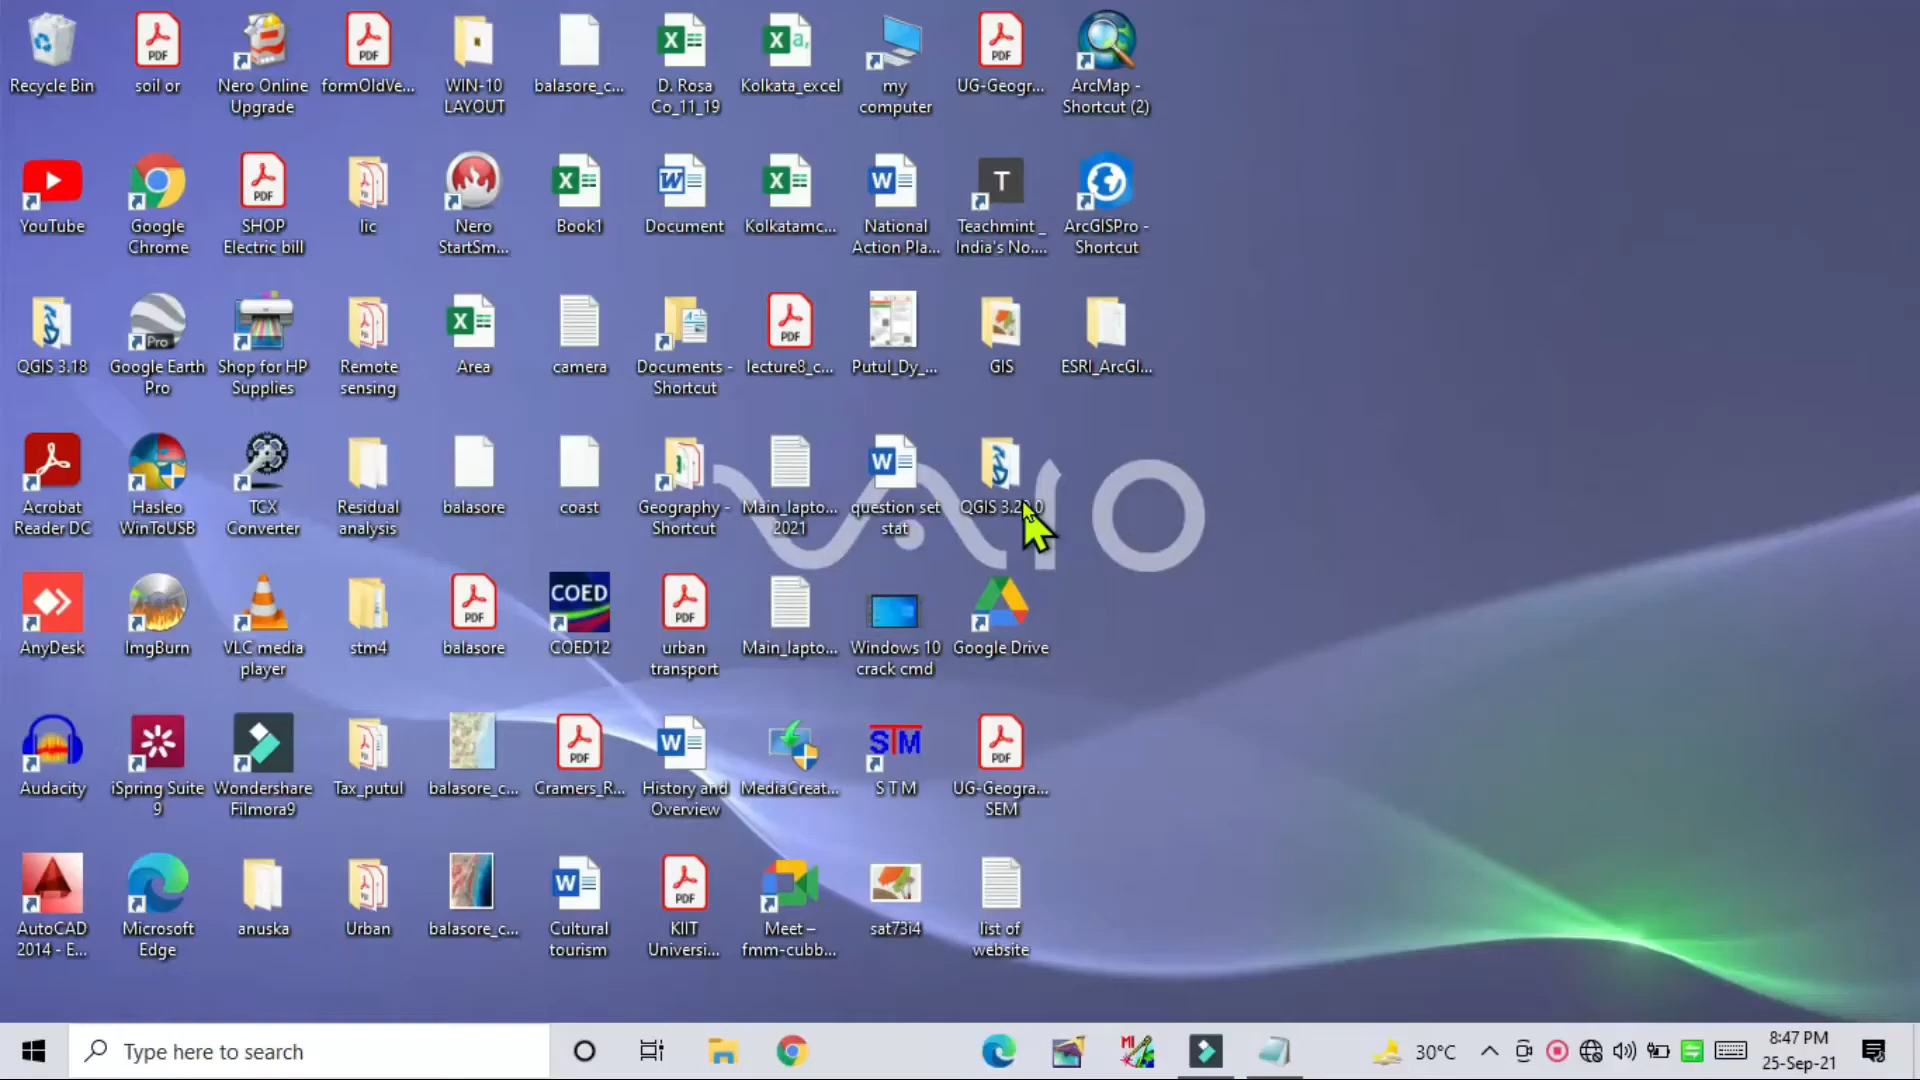 Recycle Bin
soil or
Nero Online
Upgrade
formOldVe...
WIN-10
LAYOUT
balasore_c...
D. Rosa
Co_11_19
Kolkata_excel
my
computer
UG-Geogr...
ArcMap -
Shortcut (2)
YouTube
Google
Chrome
SHOP
Electric bill
lic
Nero
StartSm...
Book1
Document
Kolkatamc...
National
Action Pla...
T
Teachmint _
India's No....
ArcGISPro -
Shortcut
QGIS 3.18
Pro
Google Earth
Pro
Shop for HP
Supplies
Remote
sensing
Area
camera
Documents -
Shortcut
lecture8_c...
Putul_Dy_...
GIS
ESRI_ArcGI...
Acrobat
Reader DC
Hasleo
WinToUSB
TCX
Converter
Residual
analysis
balasore
coast
Geography -
Shortcut
Main_lapto...
2021
question set
stat
QGIS
VAIO
AnyDesk
ImgBurn
VLC media
player
stm4
balasore
COED
COED12
urban
transport
Main_lapto...
Windows 10
crack cmd
Google Drive
Audacity
iSpring Suite
9
Wondershare
Filmora9
Tax_putul
balasore_c...
Cramers_R...
History and
Overview
MediaCreat...
STM
S T M
UG-Geogra...
SEM
AutoCAD
2014 - E...
Microsoft
Edge
anuska
Urban
balasore_c...
Cultural
tourism
KIIT
Universi...
Meet –
fmm-cubb...
sat73i4
list of
website
Type here to search
30°C
8:47 PM
25-Sep-21